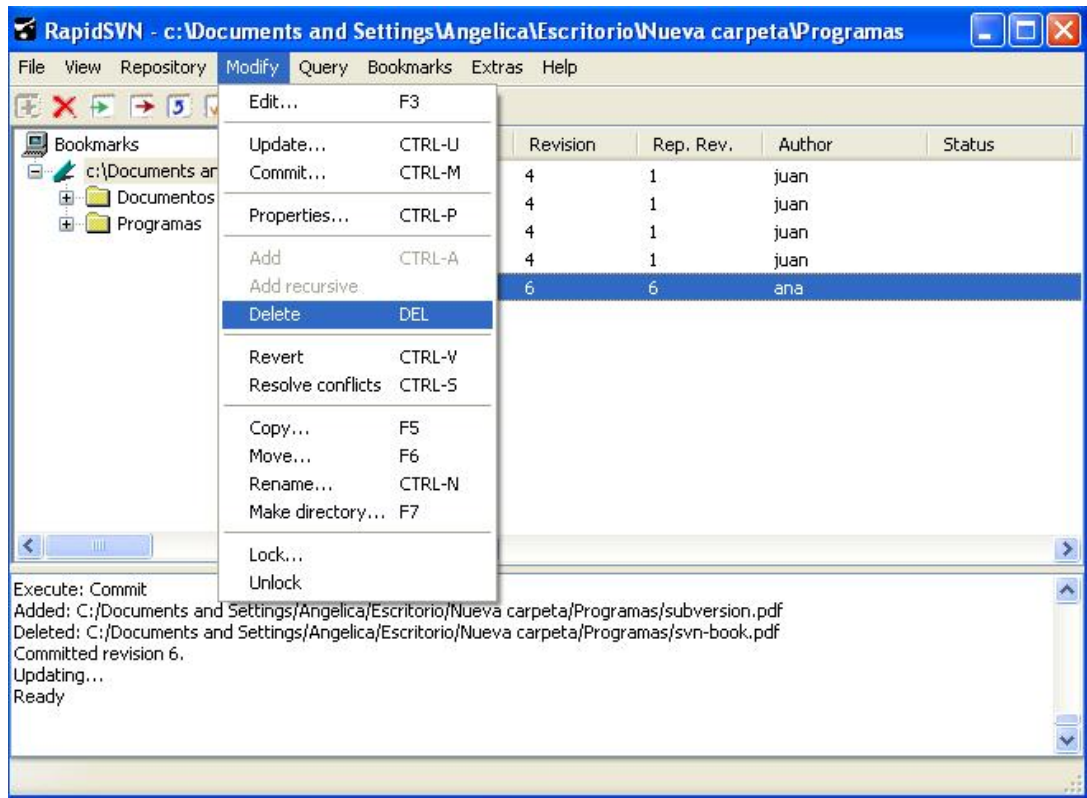 RapidSVN - c:\Documents and Settings\Angelica\Escritorio\Nueva carpeta\Programas
File View Repository Modify Query Bookmarks Extras Help
Edit... F3
Bookmarks
Update... CTRL-U
Revision Rep. Rev. Author Status
c:\Documents an
Commit... CTRL-M
4 1 juan
Documentos
4 1 juan
Programas
Properties... CTRL-P
4 1 juan
Add CTRL-A
4 1 juan
Add recursive
6 6 ana
Delete DEL
Revert CTRL-V
Resolve conflicts CTRL-S
Copy... F5
Move... F6
Rename... CTRL-N
Make directory... F7
Lock...
Unlock
Execute: Commit
Added: C:/Documents and Settings/Angelica/Escritorio/Nueva carpeta/Programas/subversion.pdf
Deleted: C:/Documents and Settings/Angelica/Escritorio/Nueva carpeta/Programas/svn-book.pdf
Committed revision 6.
Updating...
Ready